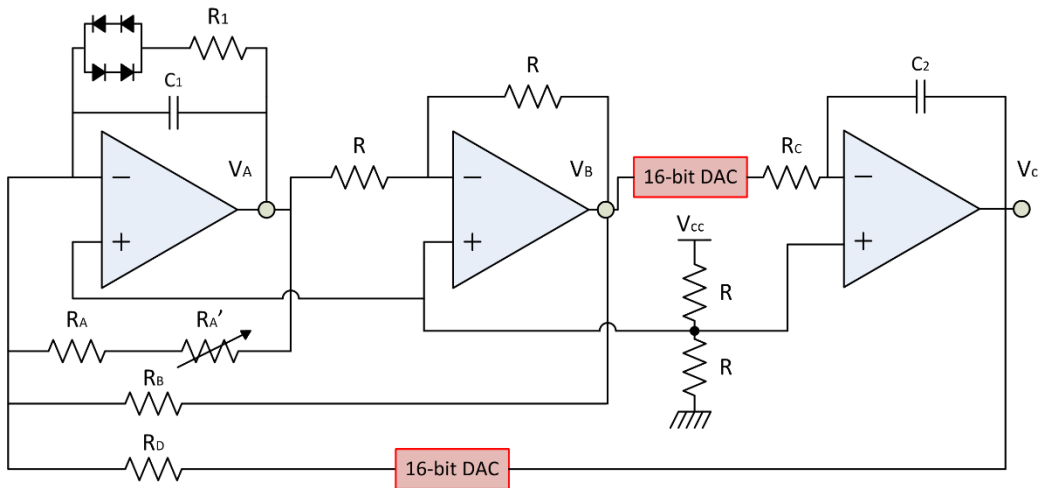 R1
C1
R
VA
R
VB
16-bit DAC
RC
C2
Vc
Vcc
R
R
RA
RA'
RB
RD
16-bit DAC
−
+
−
+
−
+